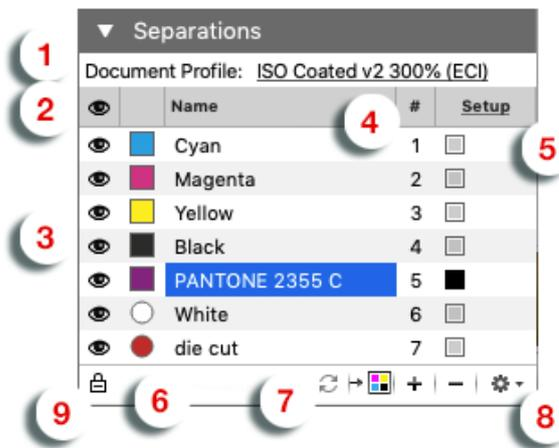 Separations
1
Document Profile: ISO Coated v2 300% (ECI)
2 Name 4 # Setup
Cyan 1 5
Magenta 2
Yellow 3
3 Black 4
PANTONE 2355 C 5
White 6
die cut 7
9 6 7 + − 8